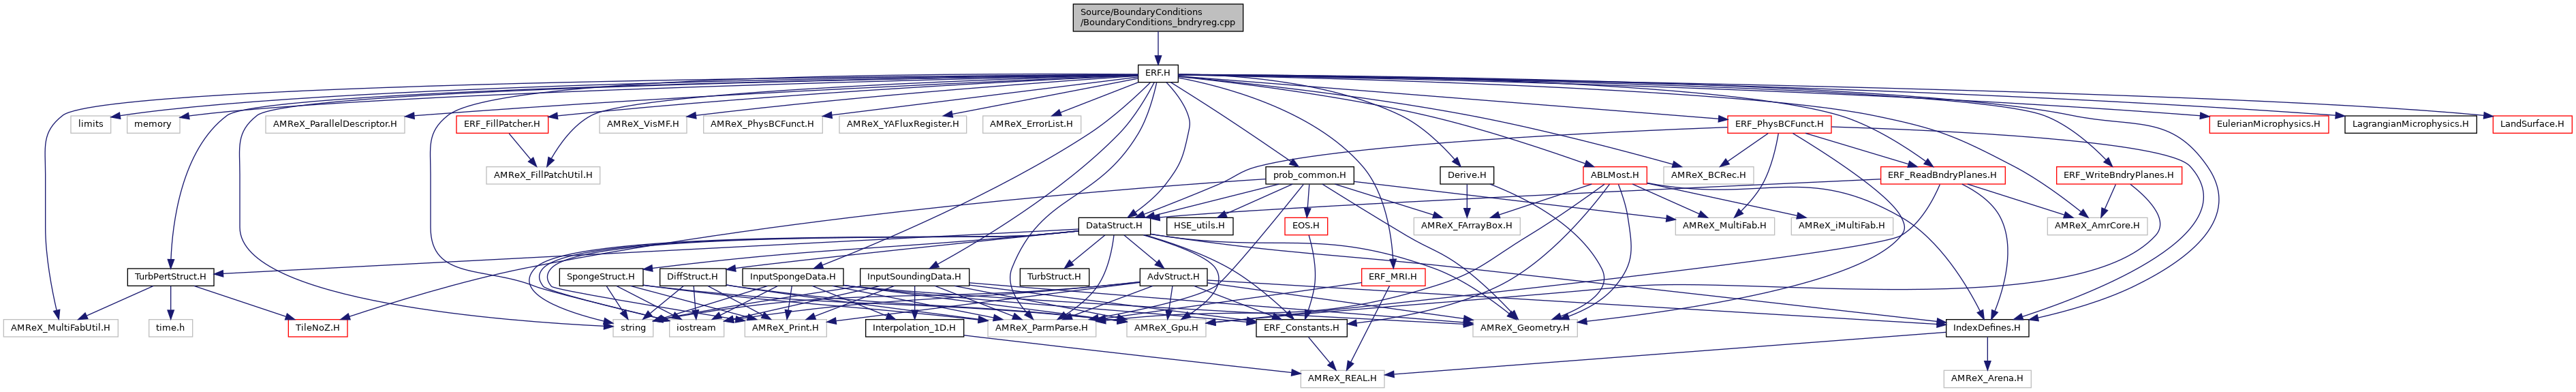 Source/BoundaryConditions
/BoundaryConditions_bndryreg.cpp
ERF.H
limits
memory
AMReX_ParallelDescriptor.H
ERF_FillPatcher.H
AMReX_VisMF.H
AMReX_PhysBCFunct.H
AMReX_YAFluxRegister.H
AMReX_ErrorList.H
ERF_PhysBCFunct.H
EulerianMicrophysics.H
LagrangianMicrophysics.H
LandSurface.H
AMReX_FillPatchUtil.H
prob_common.H
Derive.H
ABLMost.H
AMReX_BCRec.H
ERF_ReadBndryPlanes.H
ERF_WriteBndryPlanes.H
DataStruct.H
HSE_utils.H
EOS.H
AMReX_FArrayBox.H
AMReX_MultiFab.H
AMReX_iMultiFab.H
AMReX_AmrCore.H
TurbPertStruct.H
SpongeStruct.H
DiffStruct.H
InputSpongeData.H
InputSoundingData.H
TurbStruct.H
AdvStruct.H
ERF_MRI.H
AMReX_MultiFabUtil.H
time.h
TileNoZ.H
string
iostream
AMReX_Print.H
Interpolation_1D.H
AMReX_ParmParse.H
AMReX_Gpu.H
ERF_Constants.H
AMReX_Geometry.H
IndexDefines.H
AMReX_REAL.H
AMReX_Arena.H